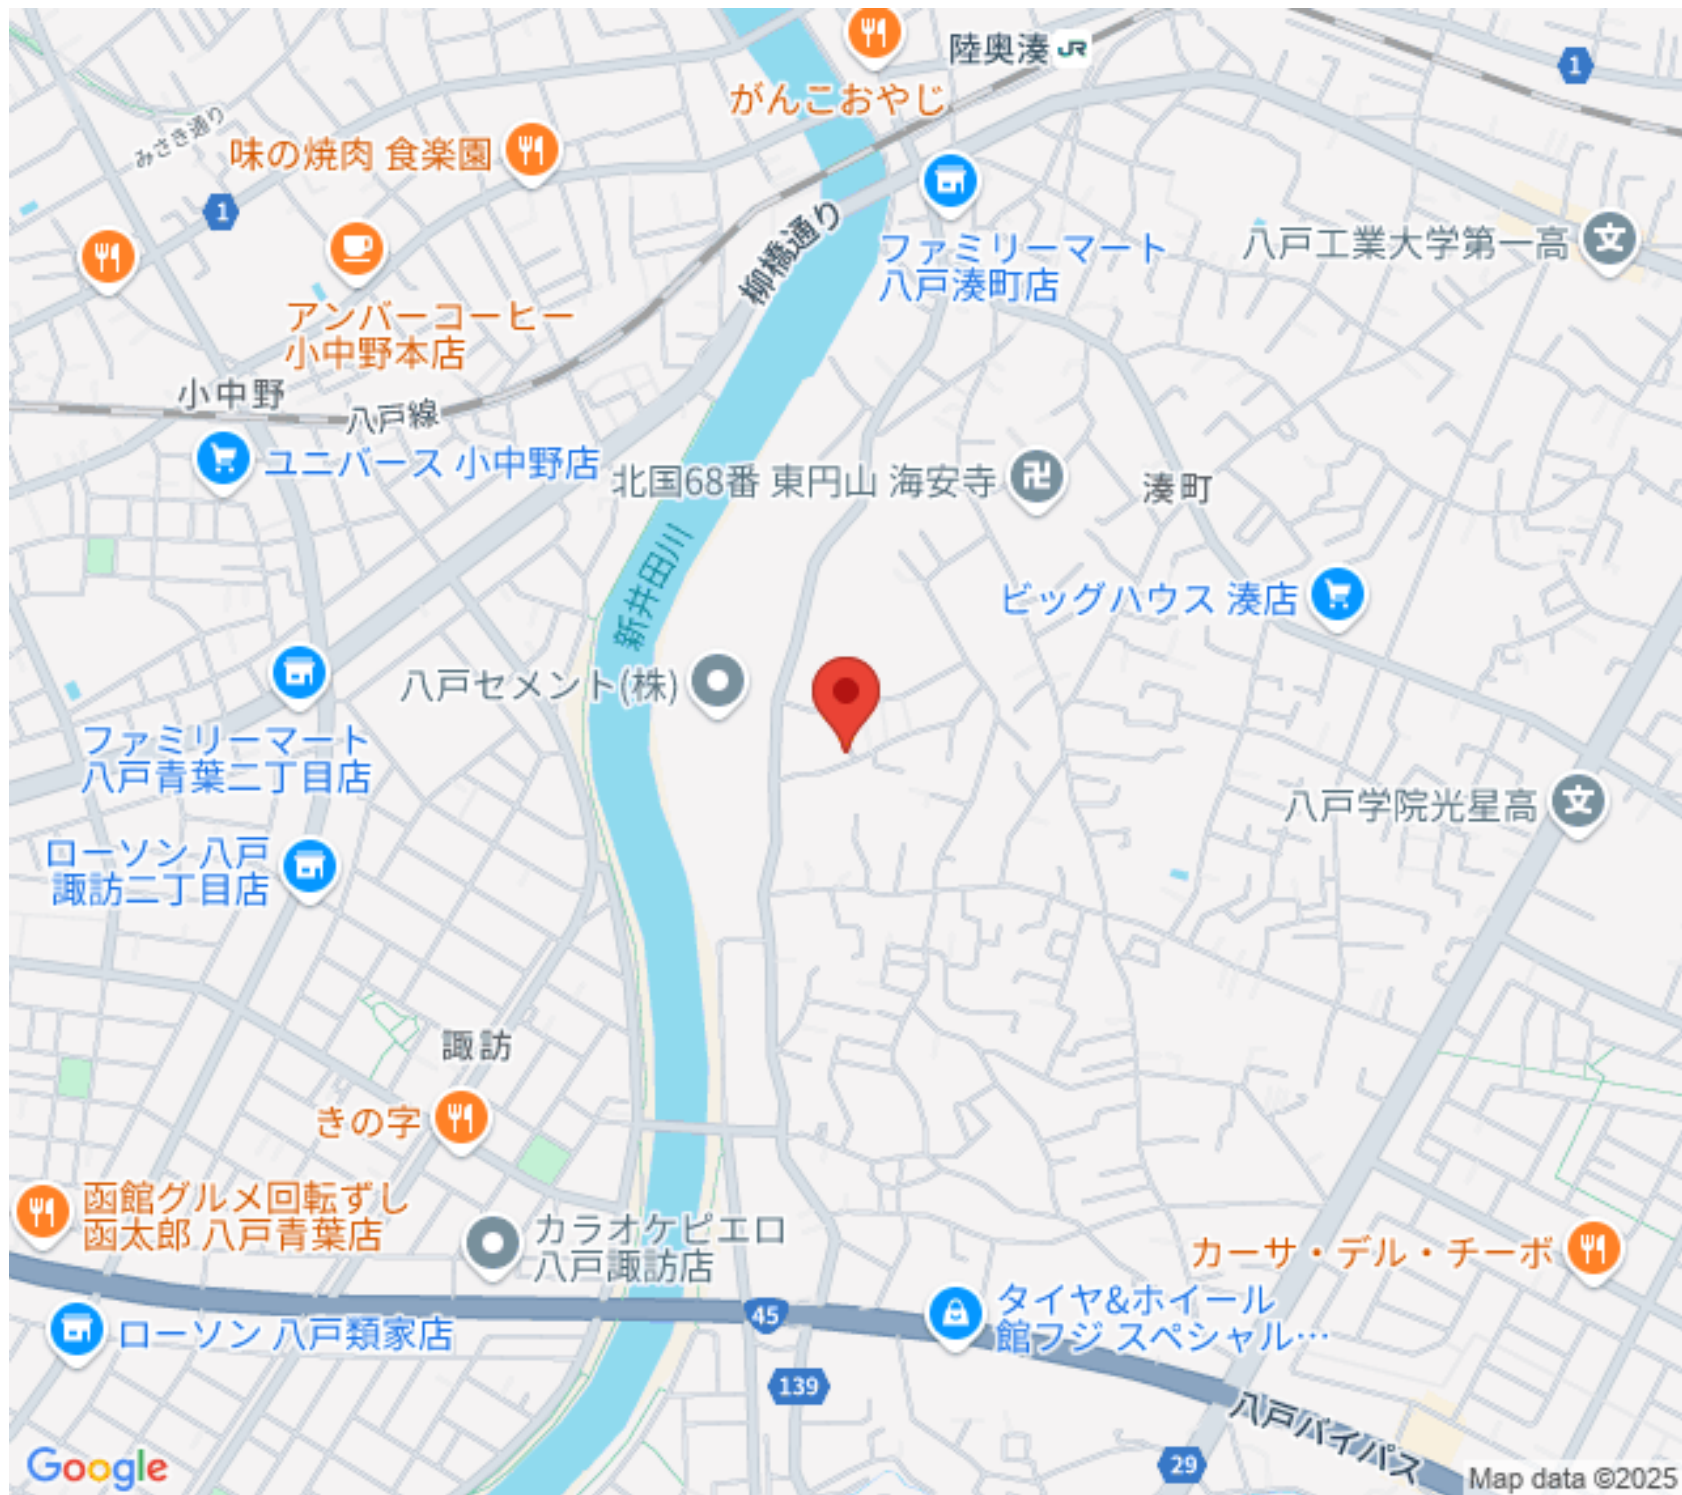 陸奥湊
JR
1
がんこおやじ
みさき通り
味の焼肉 食楽園
1
柳橋通り
ファミリーマート
八戸湊町店
八戸工業大学第一高
文
アンバーコーヒー
小中野本店
小中野
八戸線
ユニバース 小中野店
北国68番 東円山 海安寺
卍
湊町
新井田川
ビッグハウス 湊店
八戸セメント(株)
ファミリーマート
八戸青葉二丁目店
八戸学院光星高
文
ローソン 八戸
諏訪二丁目店
諏訪
きの字
函館グルメ回転ずし
函太郎 八戸青葉店
カラオケピエロ
八戸諏訪店
カーサ・デル・チーボ
タイヤ&ホイール
館フジ スペシャル…
45
ローソン 八戸類家店
139
八戸バイパス
29
Google
Map data ©2025